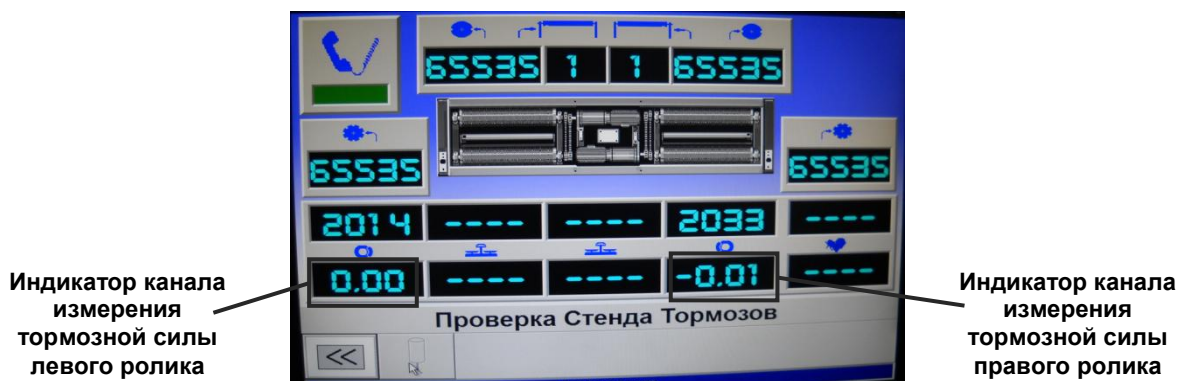 65535 1 1 65535
65535 65535
2014 ---- ---- 2033 ----
0.00 ---- ---- -0.01 ----
Проверка Стенда Тормозов
<<
Индикатор канала
измерения
тормозной силы
левого ролика
Индикатор канала
измерения
тормозной силы
правого ролика